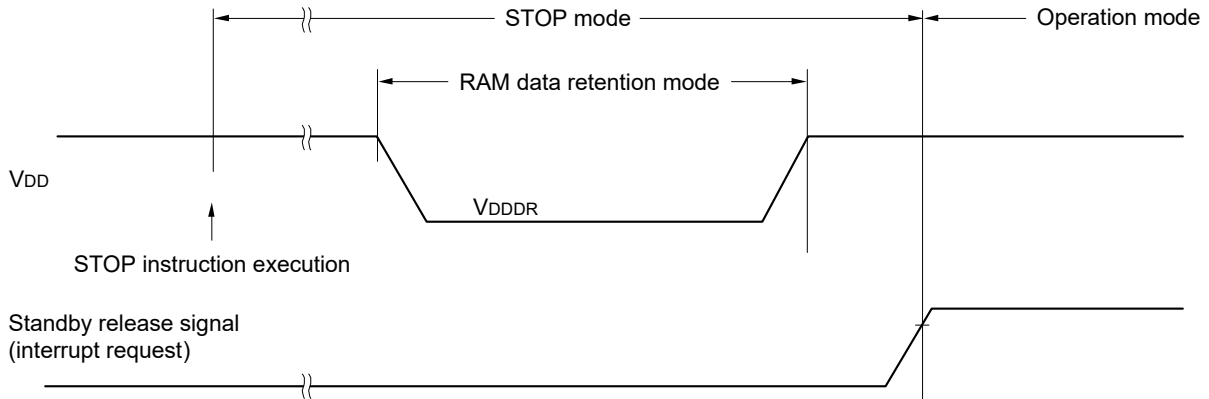 STOP mode
Operation mode
RAM data retention mode
VDD
VDDDR
STOP instruction execution
Standby release signal
(interrupt request)